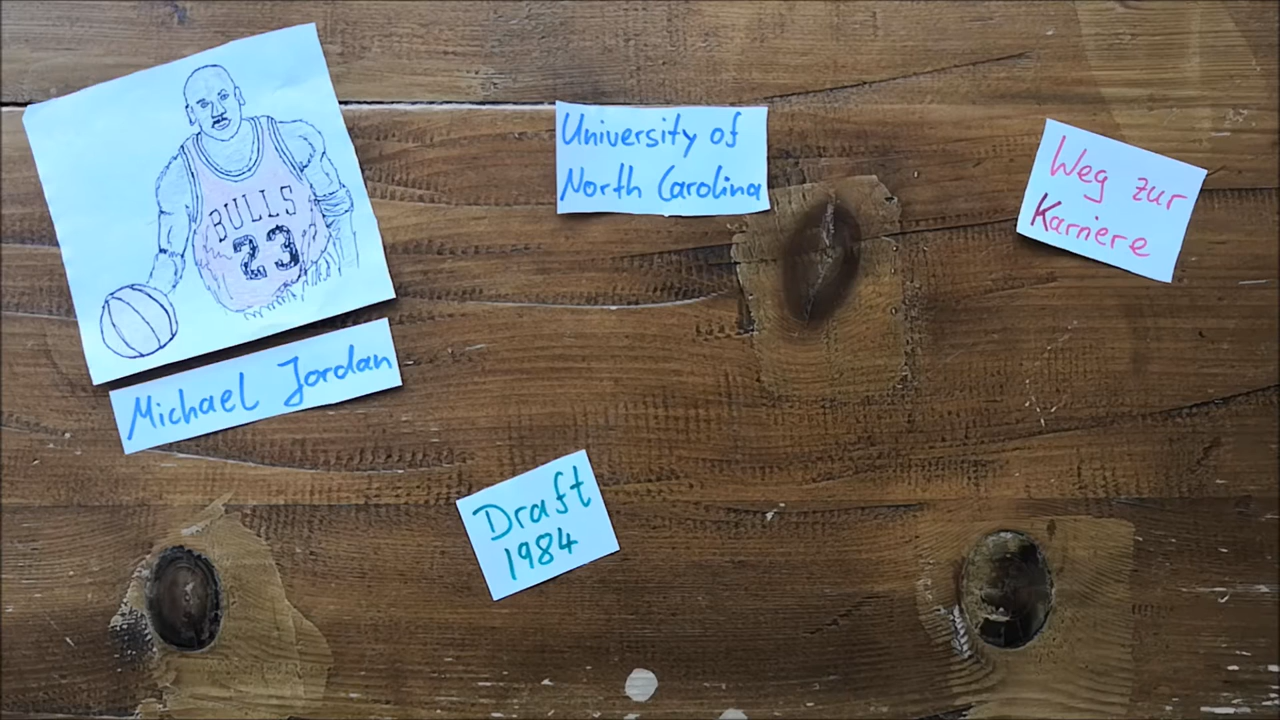 BULLS
23
Michael Jordan
University of
North Carolina
Weg zur
Karriere
Draft
1984